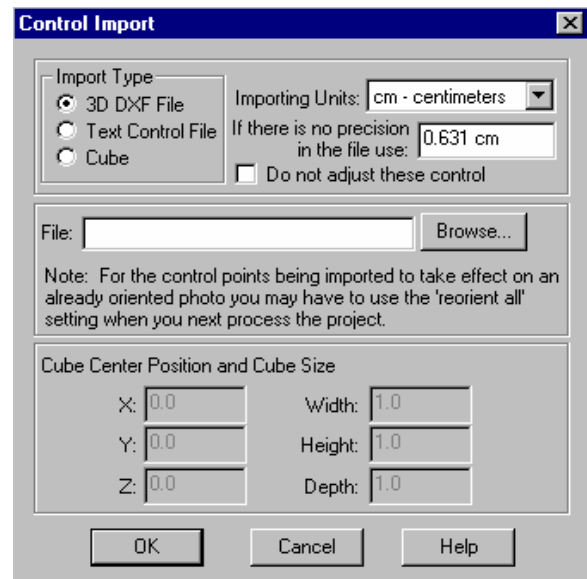 Control Import
Import Type
3D DXF File
Text Control File
Cube
Importing Units: cm - centimeters
If there is no precision
in the file use: 0.631 cm
Do not adjust these control
File:
Browse...
Note: For the control points being imported to take effect on an
already oriented photo you may have to use the 'reorient all'
setting when you next process the project.
Cube Center Position and Cube Size
X: 0.0 Width: 1.0
Y: 0.0 Height: 1.0
Z: 0.0 Depth: 1.0
OK Cancel Help